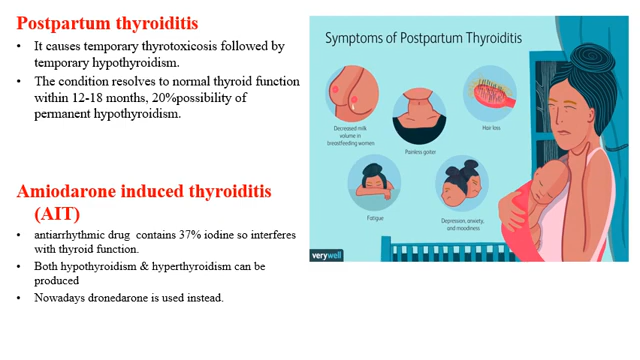 Postpartum thyroiditis
• It causes temporary thyrotoxicosis followed by
temporary hypothyroidism.
• The condition resolves to normal thyroid function
within 12-18 months, 20%possibility of
permanent hypothyroidism.
Amiodarone induced thyroiditis
(AIT)
• antiarrhythmic drug contains 37% iodine so interferes
with thyroid function.
• Both hypothyroidism & hyperthyroidism can be
produced
• Nowadays dronedarone is used instead.
Symptoms of Postpartum Thyroiditis
Decreased milk
volume in
breastfeeding women
Painless goiter
Hair loss
Fatigue
Depression, anxiety,
and moodiness
verywell